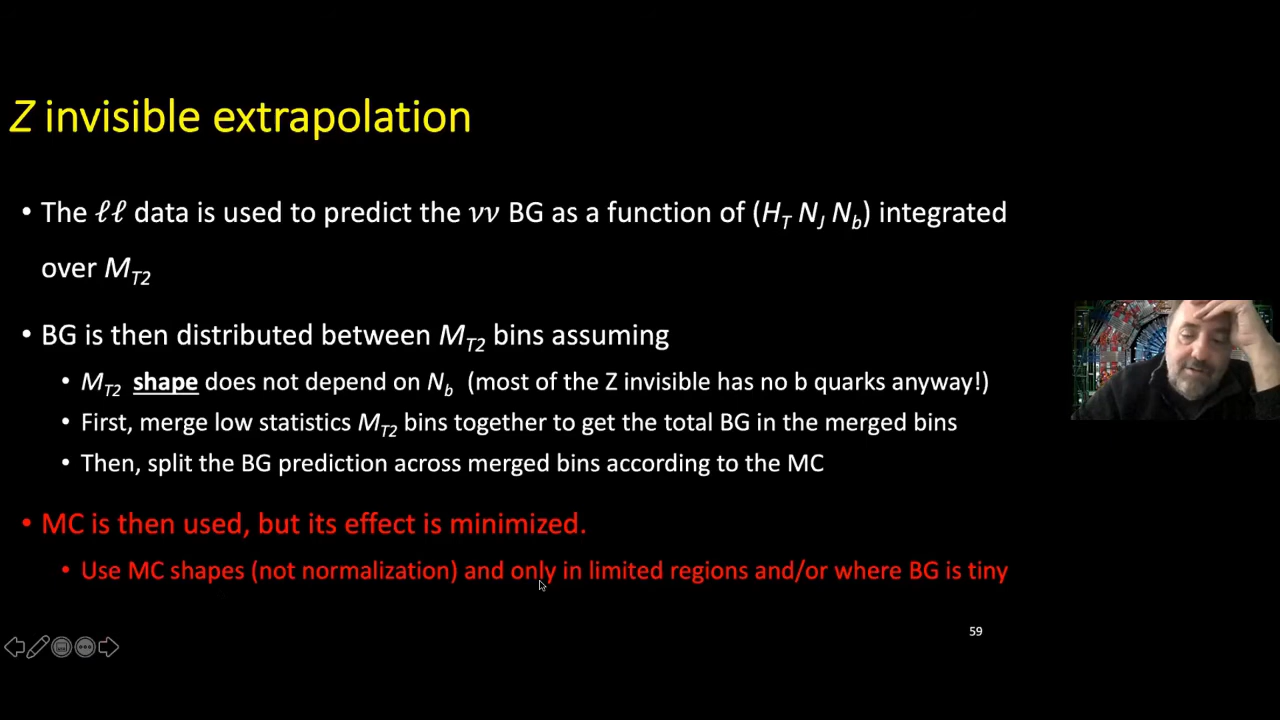 Z invisible extrapolation
• The ℓℓ data is used to predict the νν BG as a function of (H_T N_J N_b) integrated
over M_T2
• BG is then distributed between M_T2 bins assuming
• M_T2 shape does not depend on N_b (most of the Z invisible has no b quarks anyway!)
• First, merge low statistics M_T2 bins together to get the total BG in the merged bins
• Then, split the BG prediction across merged bins according to the MC
• MC is then used, but its effect is minimized.
• Use MC shapes (not normalization) and only in limited regions and/or where BG is tiny
59